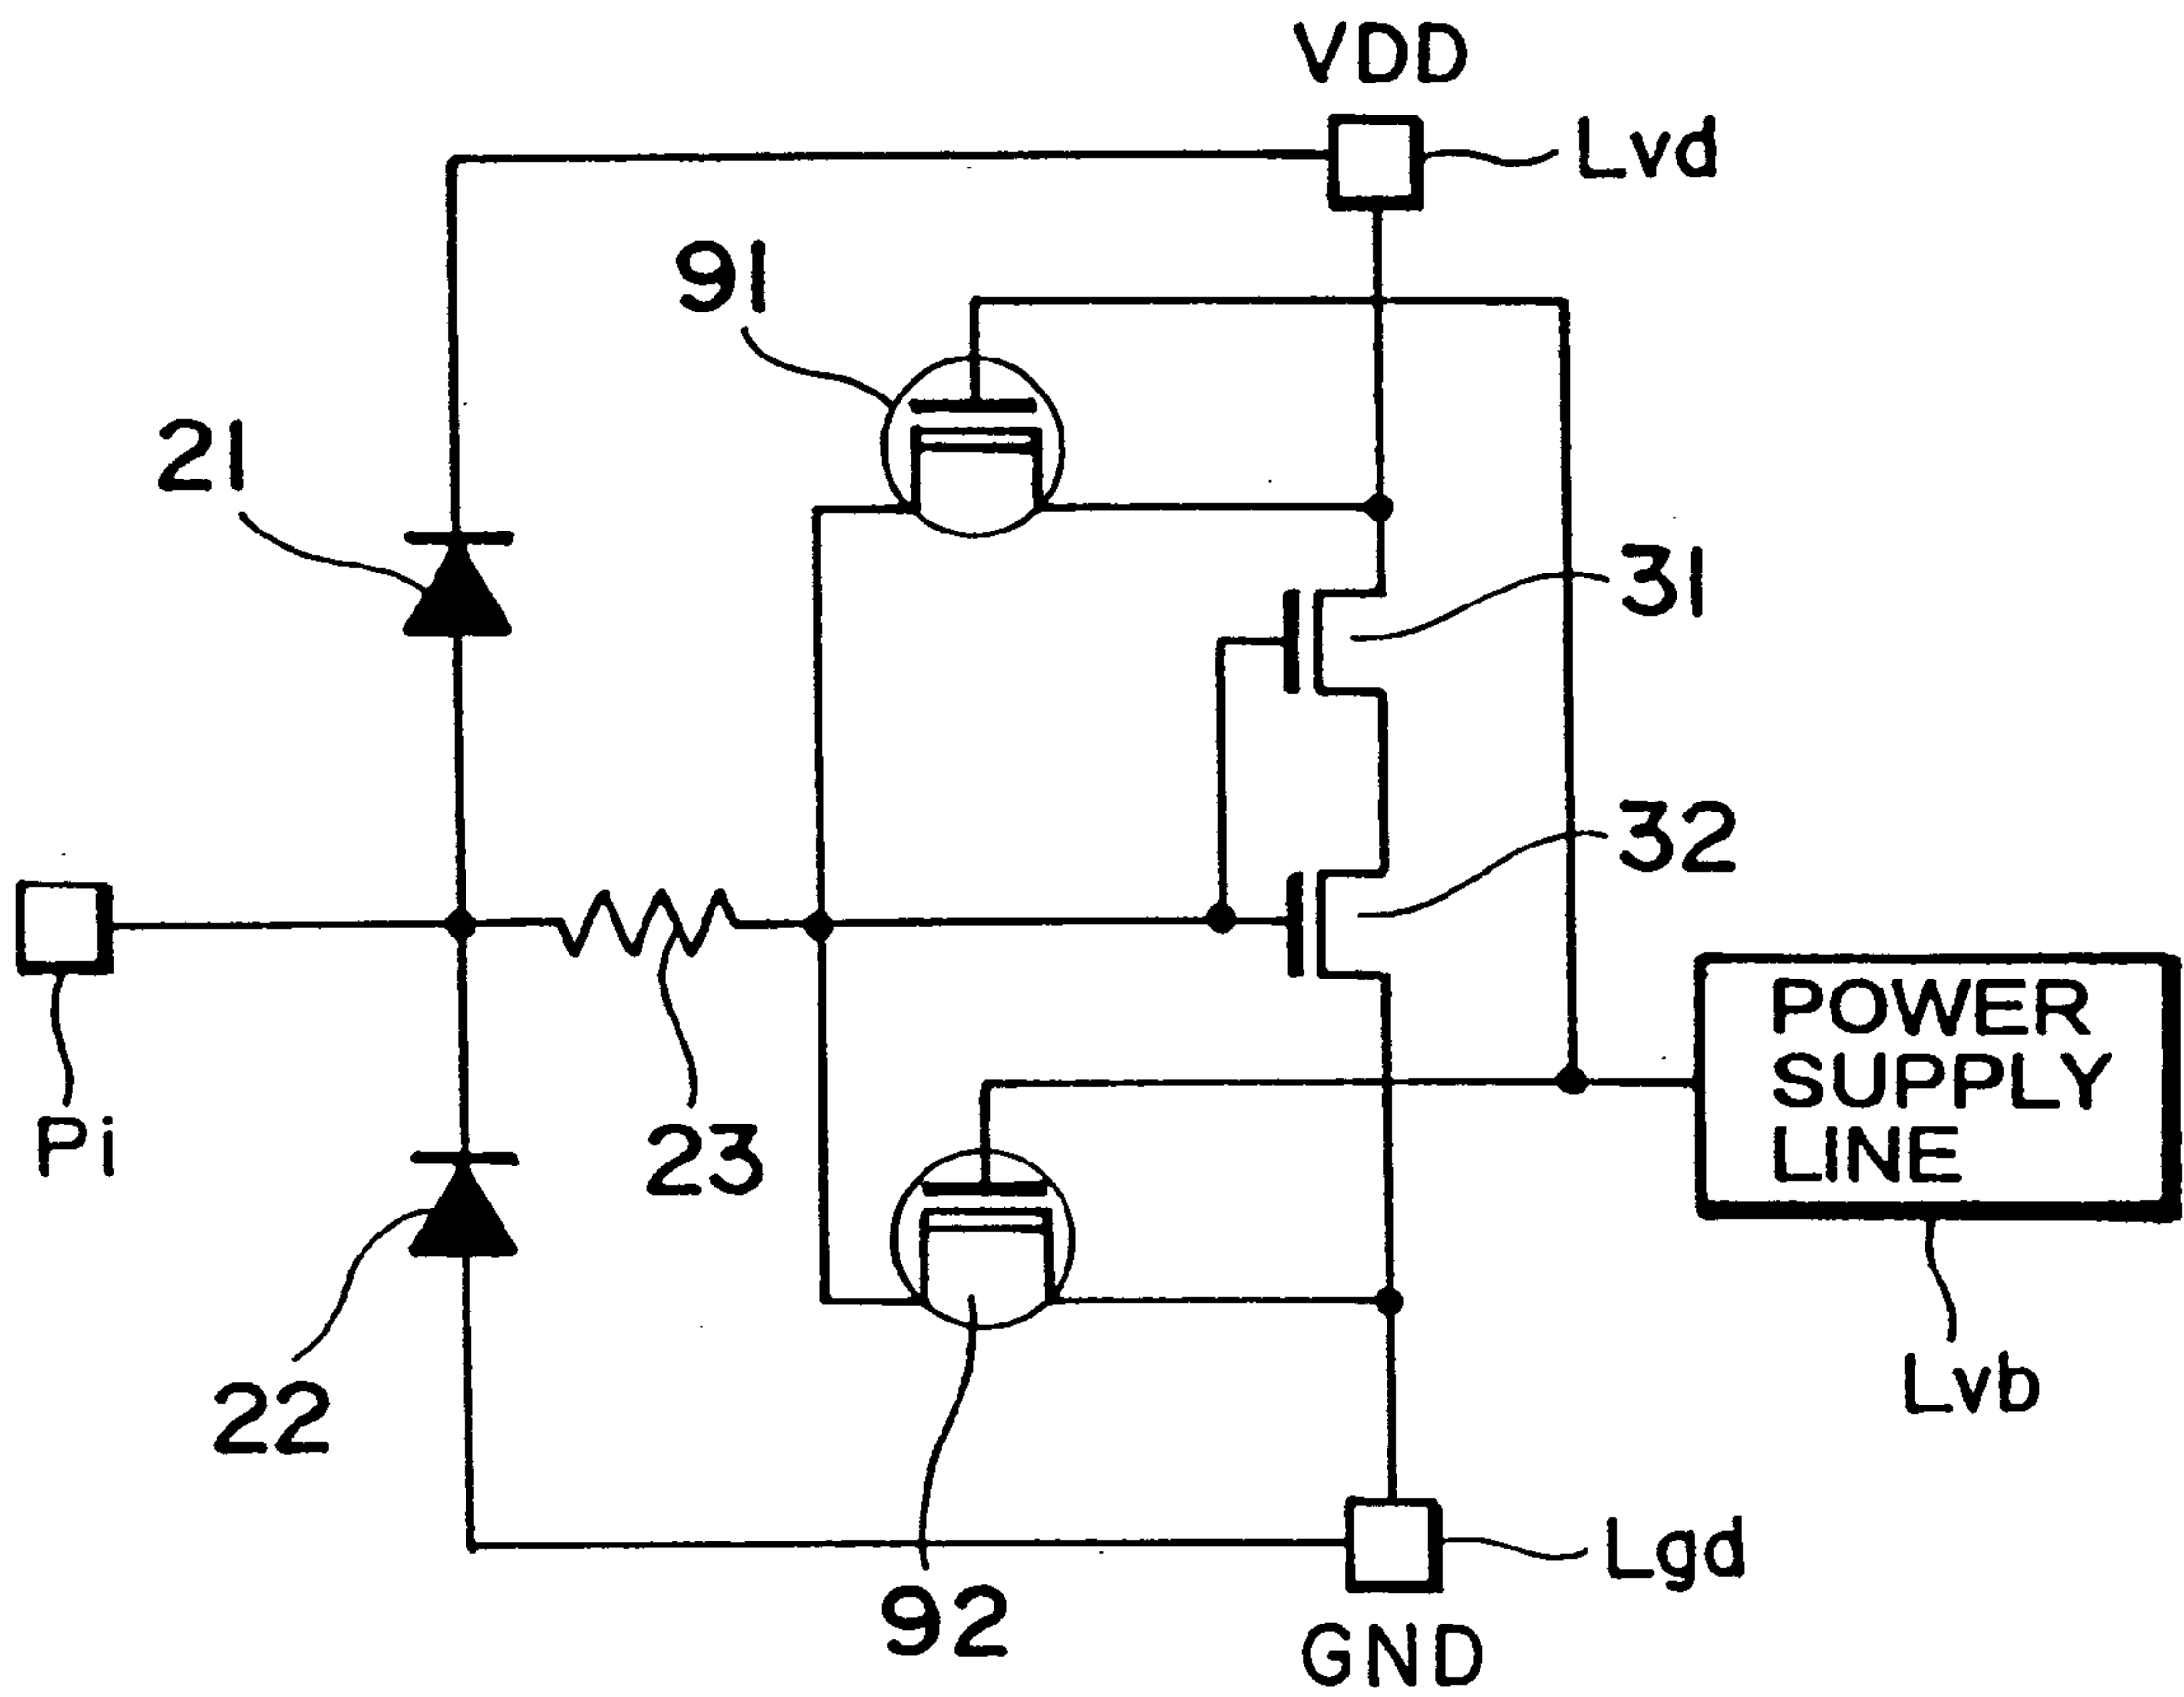 VDD
Lvd
91
21
31
32
POWER
SUPPLY
LINE
Pi
23
Lvb
22
Lgd
92
GND